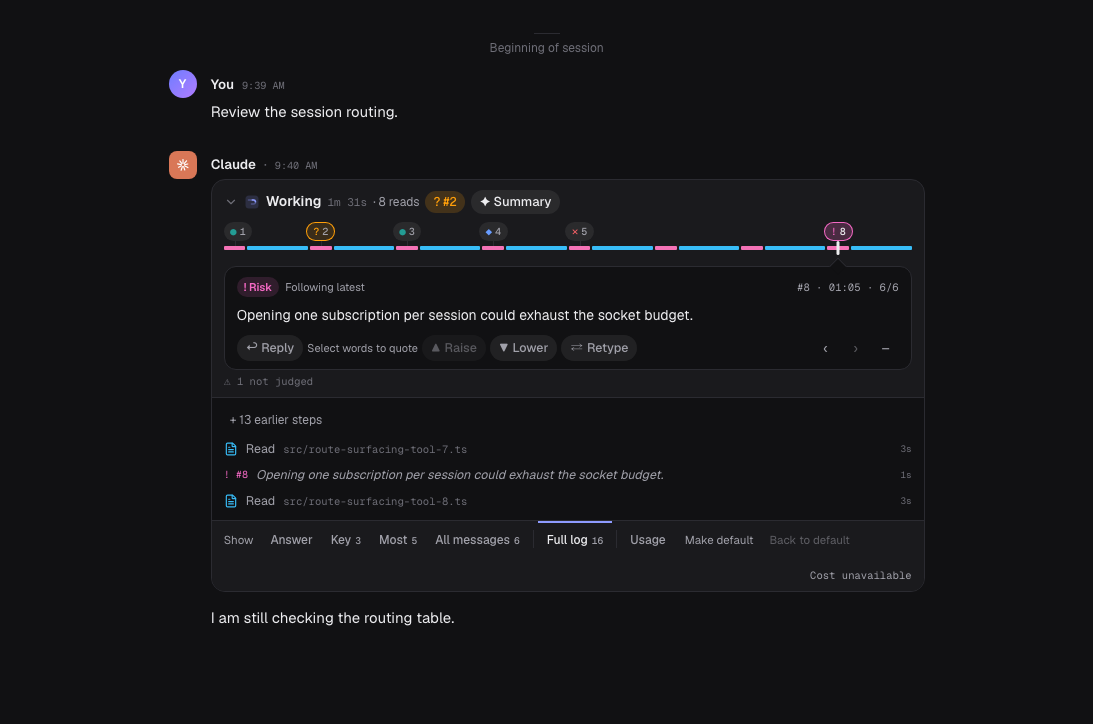 Beginning of session
Y You 9:39 AM
Review the session routing.
Claude · 9:40 AM
Working 1m 31s · 8 reads ? #2 ✦ Summary
● 1 ? 2 ● 3 ◆ 4 × 5 ! 8
! Risk Following latest #8 · 01:05 · 6/6
Opening one subscription per session could exhaust the socket budget.
↩ Reply Select words to quote ▲ Raise ▼ Lower ⇄ Retype ‹ › –
⚠ 1 not judged
+ 13 earlier steps
Read src/route-surfacing-tool-7.ts 3s
! #8 Opening one subscription per session could exhaust the socket budget. 1s
Read src/route-surfacing-tool-8.ts 3s
Show Answer Key 3 Most 5 All messages 6 Full log 16 Usage Make default Back to default
Cost unavailable
I am still checking the routing table.